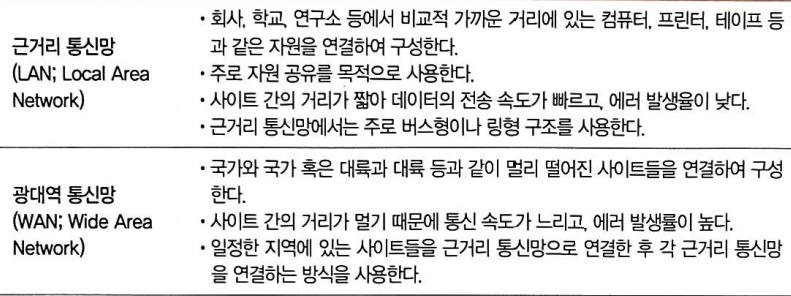 근거리 통신망
(LAN; Local Area
Network)
• 회사, 학교, 연구소 등에서 비교적 가까운 거리에 있는 컴퓨터, 프린터, 테이프 등
과 같은 자원을 연결하여 구성한다.
• 주로 자원 공유를 목적으로 사용한다.
• 사이트 간의 거리가 짧아 데이터의 전송 속도가 빠르고, 에러 발생율이 낮다.
• 근거리 통신망에서는 주로 버스형이나 링형 구조를 사용한다.
광대역 통신망
(WAN; Wide Area
Network)
• 국가와 국가 혹은 대륙과 대륙 등과 같이 멀리 떨어진 사이트들을 연결하여 구성
한다.
• 사이트 간의 거리가 멀기 때문에 통신 속도가 느리고, 에러 발생률이 높다.
• 일정한 지역에 있는 사이트들을 근거리 통신망으로 연결한 후 각 근거리 통신망
을 연결하는 방식을 사용한다.